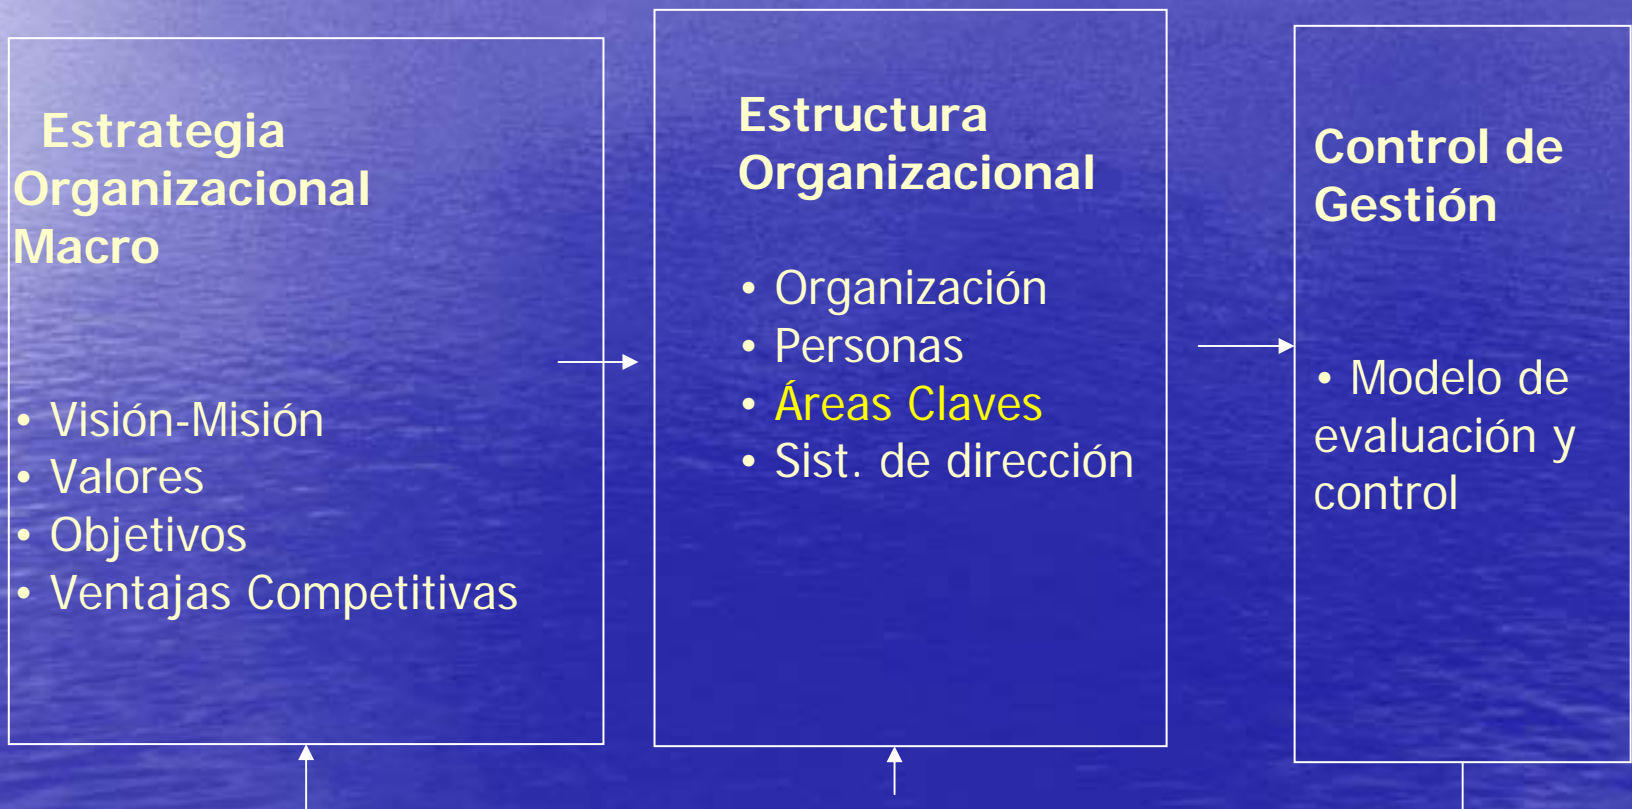 Estrategia
Organizacional
Macro
• Visión-Misión
• Valores
• Objetivos
• Ventajas Competitivas
Estructura
Organizacional
• Organización
• Personas
• Áreas Claves
• Sist. de dirección
Control de
Gestión
• Modelo de
evaluación y
control